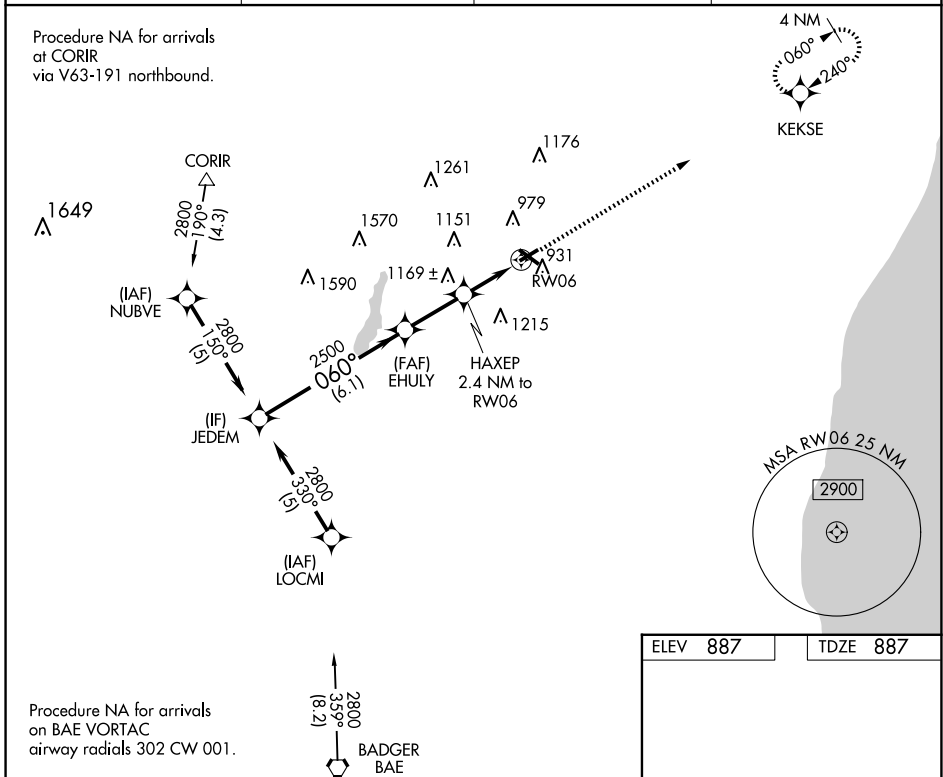 Procedure NA for arrivals
at CORIR
via V63-191 northbound.
4 NM
060°
240°
KEKSE
CORIR
2800
190°
(4.3)
1649
1176
1261
979
1570
1151
1590
1169 ±
931
RW06
1215
(IAF)
NUBVE
2800
150°
(5)
2500
060°
(6.1)
(FAF)
EHULY
HAXEP
2.4 NM to
RW06
(IF)
JEDEM
2800
330°
(5)
(IAF)
LOCMI
MSA RW06 25 NM
2900
ELEV 887
TDZE 887
2800
359°
(8.2)
BADGER
BAE
Procedure NA for arrivals
on BAE VORTAC
airway radials 302 CW 001.